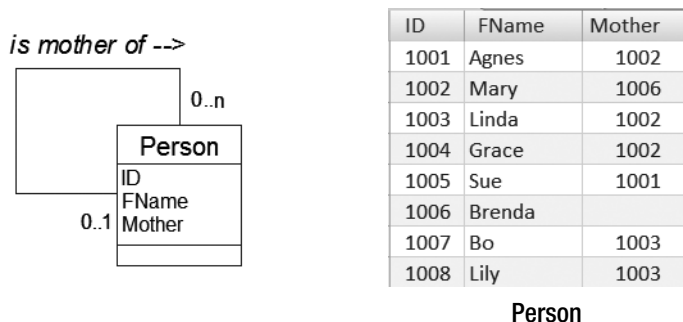 is mother of -->
0..n
Person
ID
FName
0..1 Mother
ID FName Mother
1001 Agnes 1002
1002 Mary 1006
1003 Linda 1002
1004 Grace 1002
1005 Sue 1001
1006 Brenda
1007 Bo 1003
1008 Lily 1003
Person